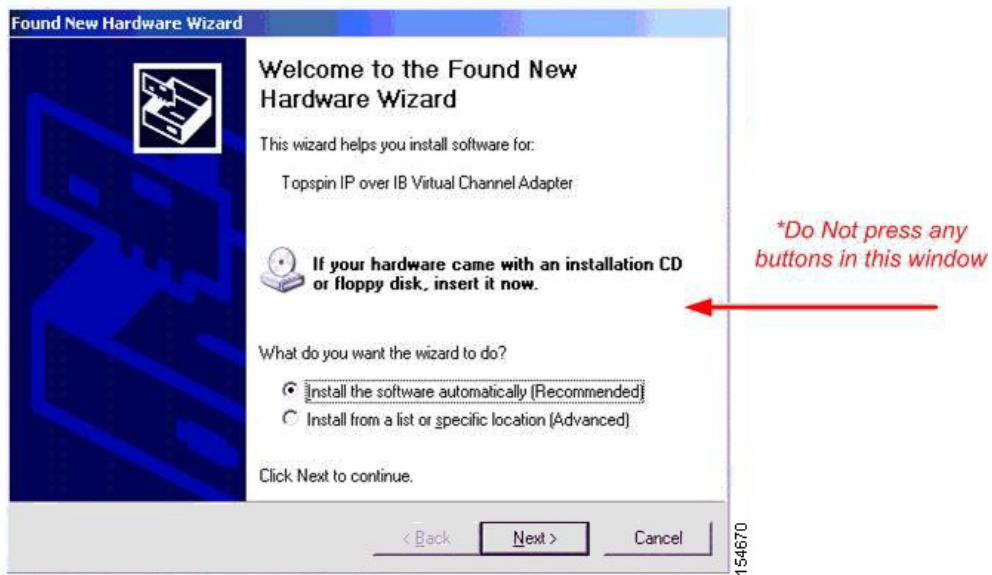 Found New Hardware Wizard
Welcome to the Found New
Hardware Wizard
This wizard helps you install software for:
Topspin IP over IB Virtual Channel Adapter
If your hardware came with an installation CD
or floppy disk, insert it now.
*Do Not press any
buttons in this window
What do you want the wizard to do?
Install the software automatically (Recommended)
Install from a list or specific location (Advanced)
Click Next to continue.
< Back
Next >
Cancel
154670